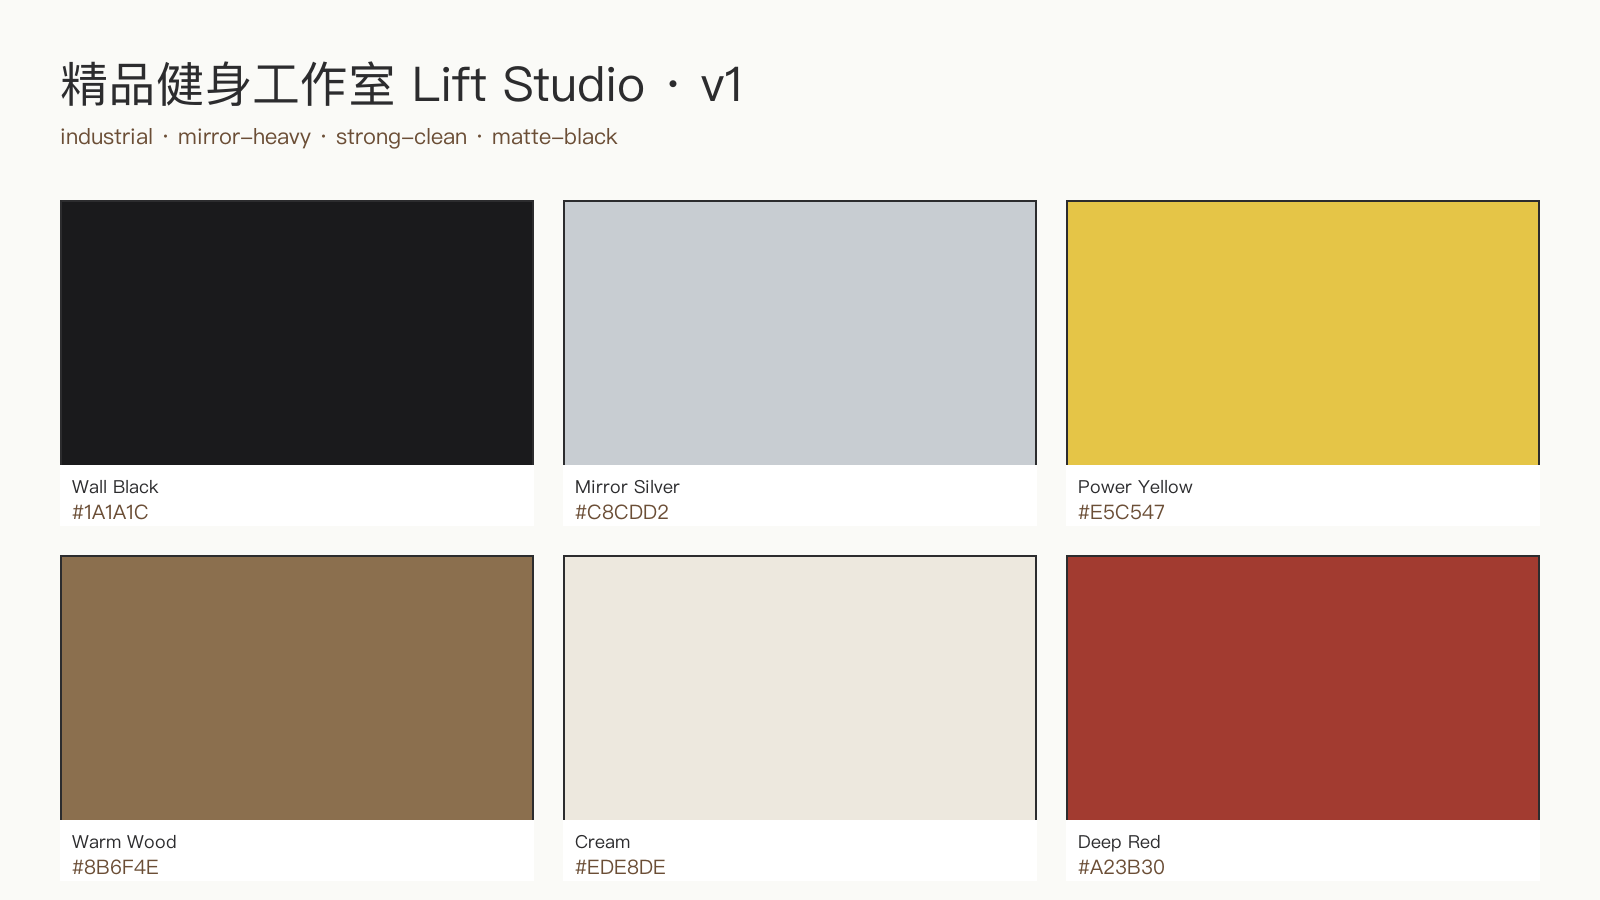 精品健身工作室 Lift Studio · v1
industrial · mirror-heavy · strong-clean · matte-black
Wall Black
#1A1A1C
Mirror Silver
#C8CDD2
Power Yellow
#E5C547
Warm Wood
#8B6F4E
Cream
#EDE8DE
Deep Red
#A23B30